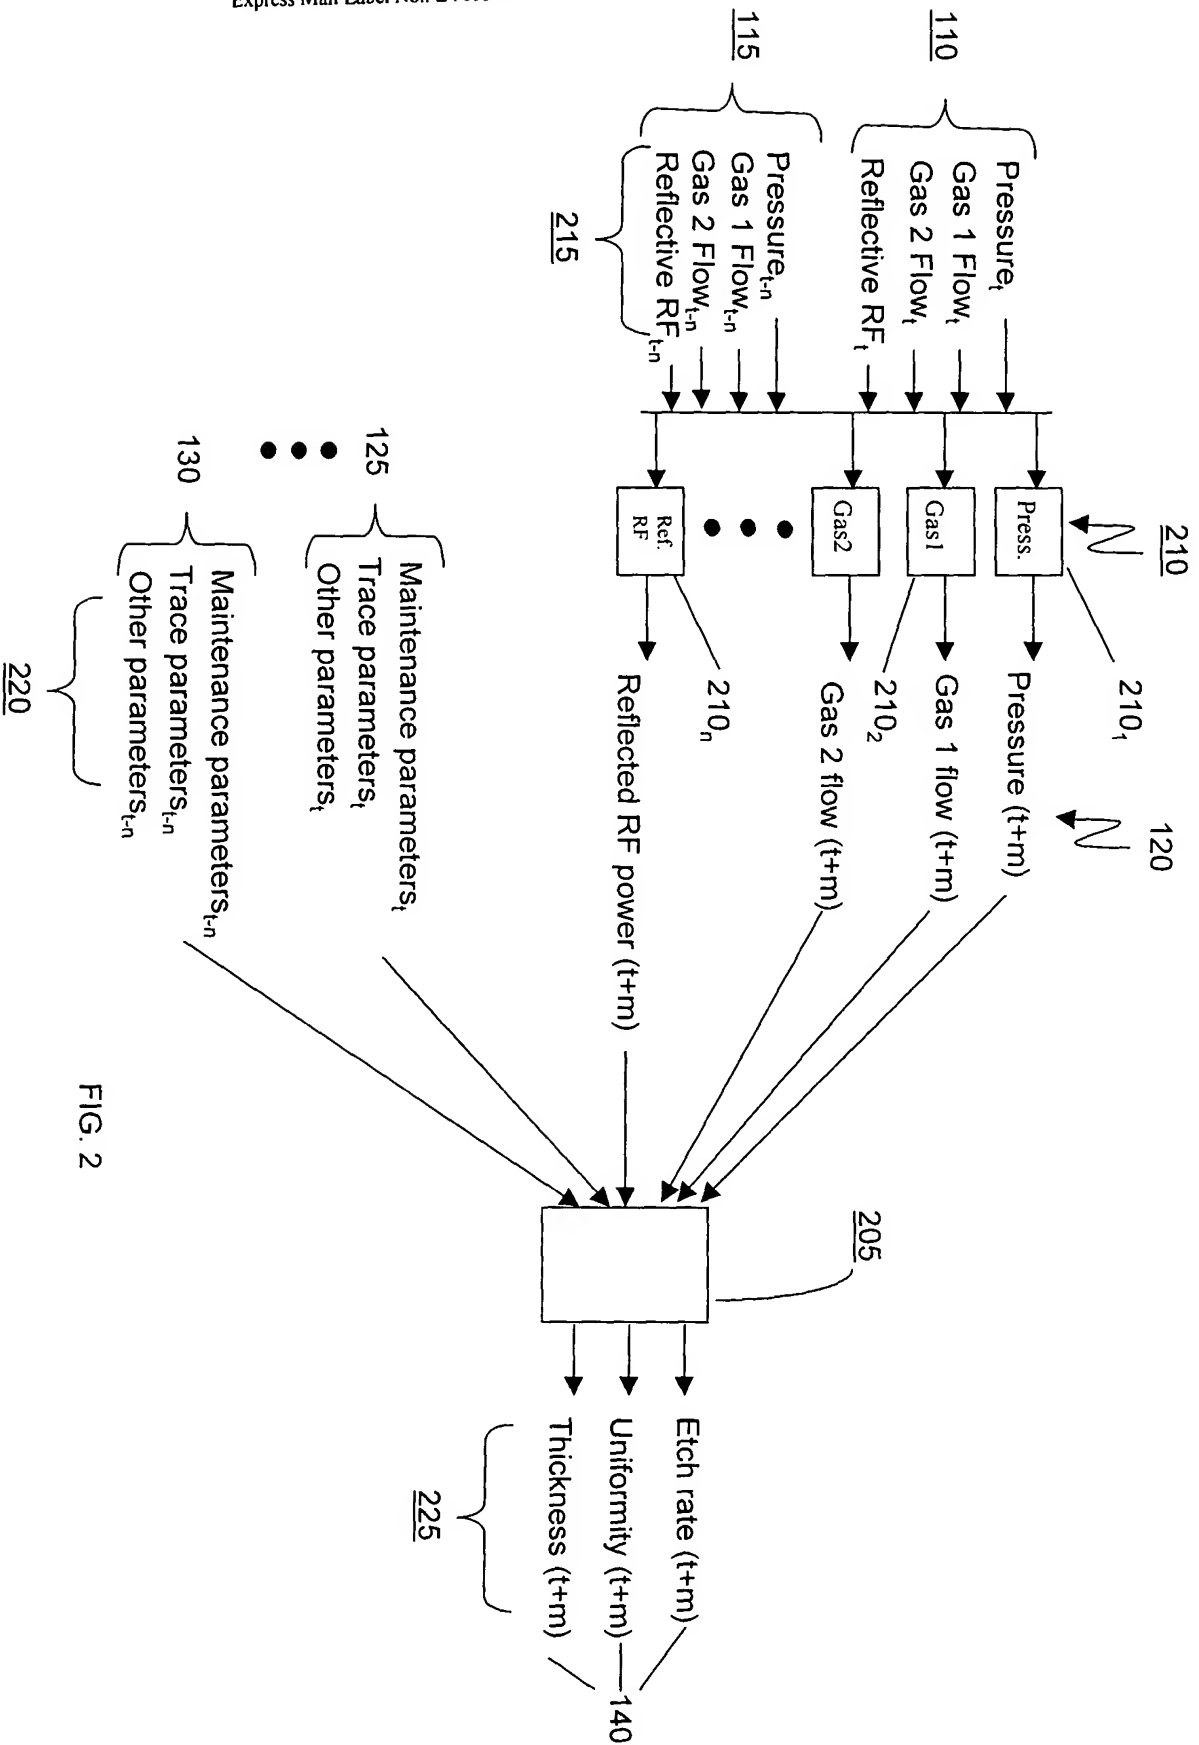 110
Pressure_t
Gas 1 Flow_t
Gas 2 Flow_t
Reflective RF_t
115
Pressure_t-n
Gas 1 Flow_t-n
Gas 2 Flow_t-n
Reflective RF_t-n
215
210
Press.
Gas1
Gas2
Ref.
RF
210_1
210_2
210_n
120
Pressure (t+m)
Gas 1 flow (t+m)
Gas 2 flow (t+m)
Reflected RF power (t+m)
125
Maintenance parameters_t
Trace parameters_t
Other parameters_t
130
Maintenance parameters_t-n
Trace parameters_t-n
Other parameters_t-n
220
205
Etch rate (t+m)
Uniformity (t+m)
Thickness (t+m)
140
225
FIG. 2